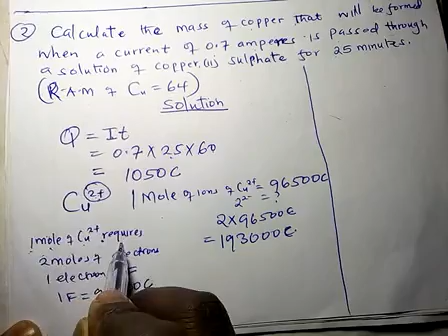 ② Calculate the mass of copper that will be formed
when a current of 0.7 amperes is passed through
a solution of copper (ii) sulphate for 25 minutes.
(R.A.M of Cu = 64)
Solution
Q = It
= 0.7 × 25 × 60
= 1050C
Cu²⁺
1 Mole of ions of Cu²⁺ = 96500C
= ?
2 × 96500C
= 193000C
1 mole of Cu²⁺ requires
2 moles of electrons
1 electron =
1F =